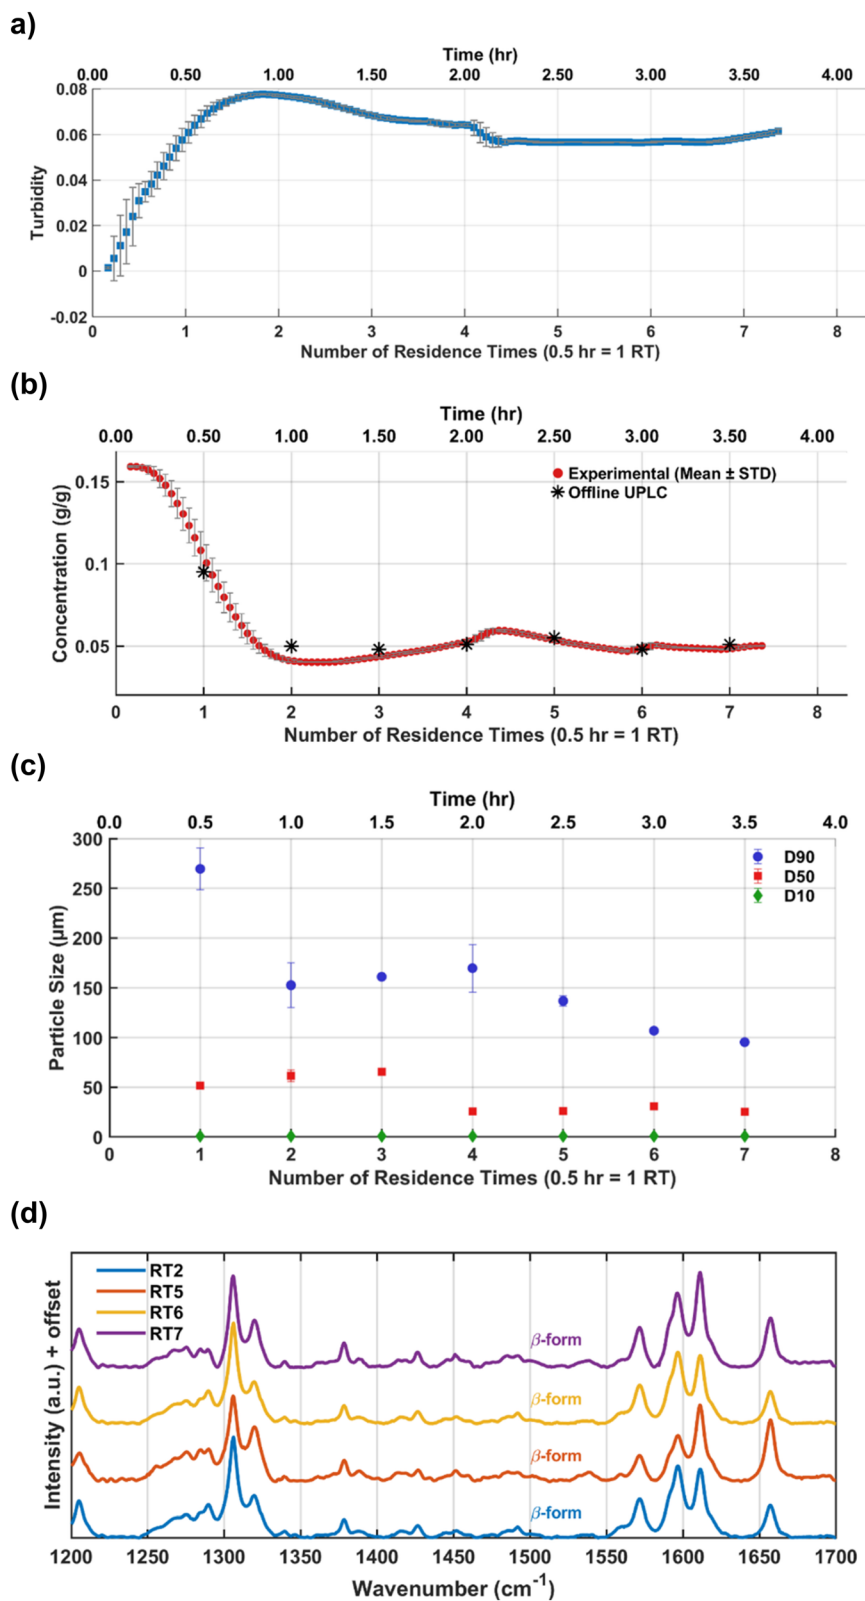 a)
Time (hr)
0.00 0.50 1.00 1.50 2.00 2.50 3.00 3.50 4.00
0.08
0.06
0.04
0.02
0
-0.02
Turbidity
0 1 2 3 4 5 6 7 8
Number of Residence Times (0.5 hr = 1 RT)
(b)
Time (hr)
0.00 0.50 1.00 1.50 2.00 2.50 3.00 3.50 4.00
Experimental (Mean ± STD)
Offline UPLC
0.15
0.1
0.05
Concentration (g/g)
0 1 2 3 4 5 6 7 8
Number of Residence Times (0.5 hr = 1 RT)
(c)
Time (hr)
0.0 0.5 1.0 1.5 2.0 2.5 3.0 3.5 4.0
300
250
200
150
100
50
0
Particle Size (μm)
D90
D50
D10
0 1 2 3 4 5 6 7 8
Number of Residence Times (0.5 hr = 1 RT)
(d)
Intensity (a.u.) + offset
RT2
RT5
RT6
RT7
β-form
β-form
β-form
β-form
1200 1250 1300 1350 1400 1450 1500 1550 1600 1650 1700
Wavenumber (cm⁻¹)